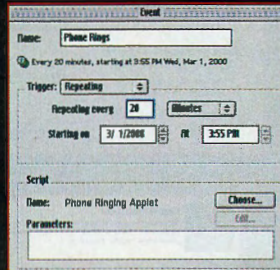 Event
Name: Phone Rings
Every 20 minutes, starting at 3:55 PM Wed, Mar 1, 2000
Trigger: Repeating
Repeating every 20 Minutes
Starting on 3/ 1/2000 At 3:55 PM
Script
Name: Phone Ringing Applet Choose...
Edit...
Parameters: